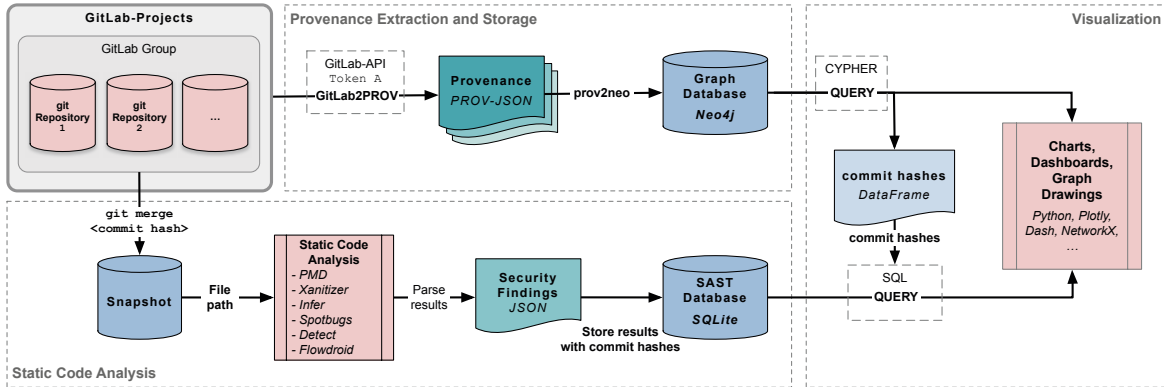 GitLab-Projects
GitLab Group
git
Repository
1
git
Repository
2
...
Provenance Extraction and Storage
GitLab-API
Token A
GitLab2PROV
Provenance
PROV-JSON
prov2neo
Graph
Database
Neo4j
Visualization
CYPHER
QUERY
commit hashes
DataFrame
commit hashes
SQL
QUERY
Charts,
Dashboards,
Graph
Drawings
Python, Plotly,
Dash, NetworkX,
...
git merge
<commit hash>
Snapshot
File
path
Static Code
Analysis
- PMD
- Xanitizer
- Infer
- Spotbugs
- Detect
- Flowdroid
Parse
results
Security
Findings
JSON
Store results
with commit hashes
SAST
Database
SQLite
Static Code Analysis